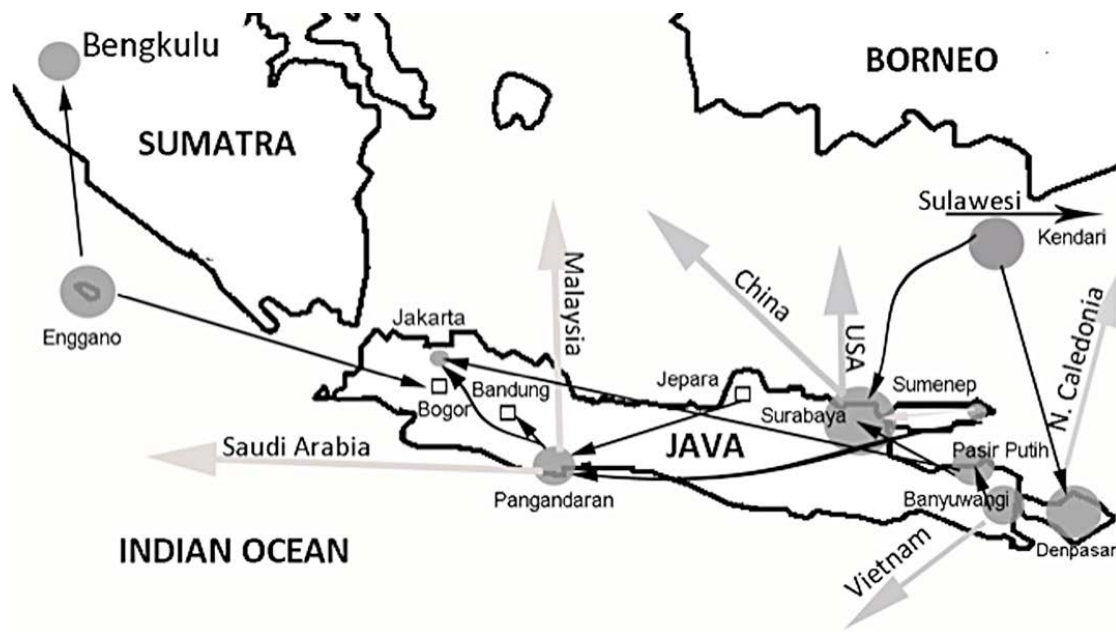 Bengkulu
BORNEO
SUMATRA
Sulawesi
Kendari
Enggano
Malaysia
China
USA
N. Caledonia
Jakarta
Bandung
Bogor
Jepara
Surabaya
Sumenep
JAVA
Saudi Arabia
Pasir Putih
Pangandaran
Banyuwangi
Denpasar
INDIAN OCEAN
Vietnam